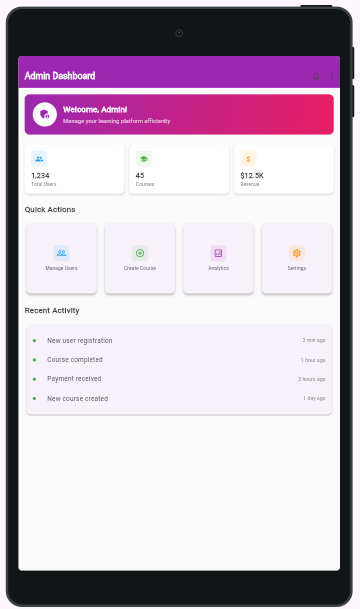 Admin Dashboard
Welcome, Admin!
Manage your learning platform efficiently
1,234
Total Users
45
Courses
$12.5K
Revenue
Quick Actions
Manage Users
Create Course
Analytics
Settings
Recent Activity
New user registration
2 min ago
Course completed
1 hour ago
Payment received
3 hours ago
New course created
1 day ago